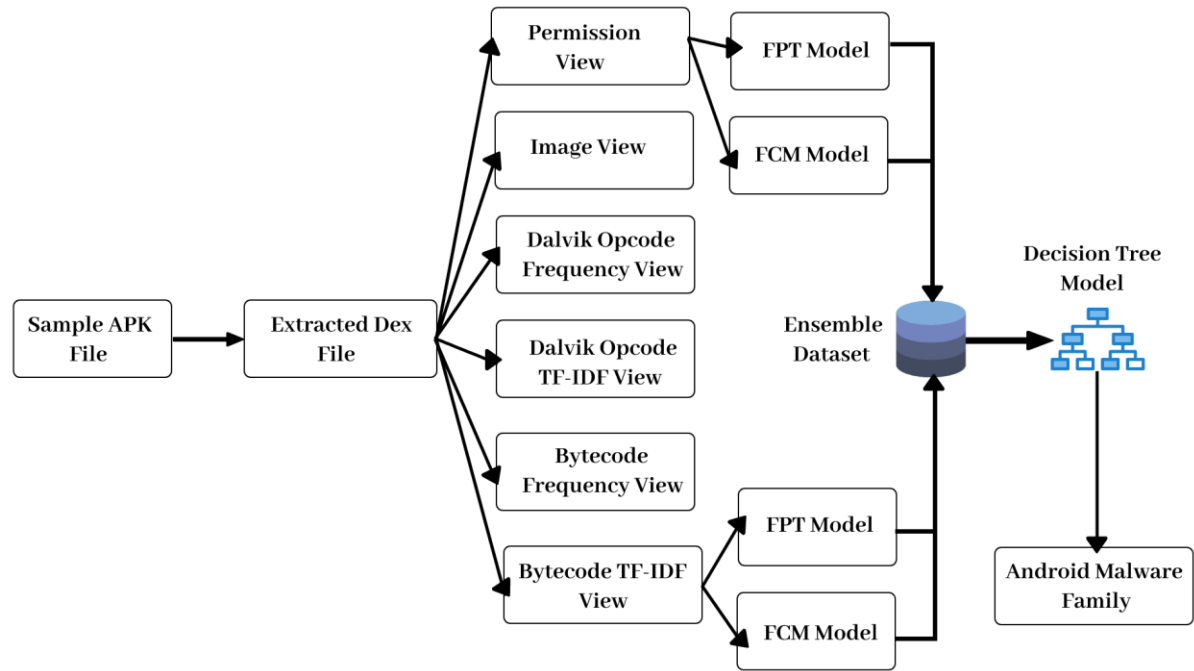 Permission
View
FPT Model
FCM Model
Image View
Dalvik Opcode
Frequency View
Sample APK
File
Extracted Dex
File
Dalvik Opcode
TF-IDF View
Bytecode
Frequency View
Bytecode TF-IDF
View
FPT Model
FCM Model
Ensemble
Dataset
Decision Tree
Model
Android Malware
Family